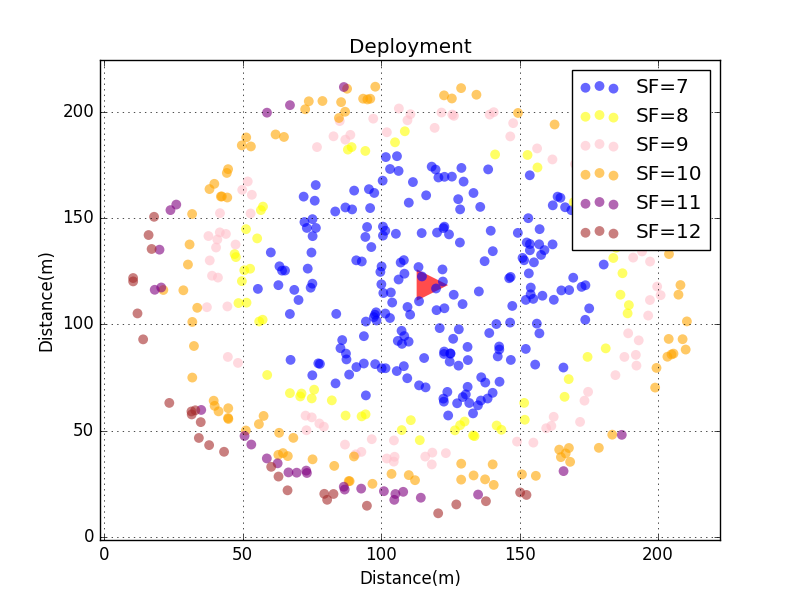 Deployment
SF=7
SF=8
SF=9
SF=10
SF=11
SF=12
Distance(m)
200
150
100
50
0
0
50
100
150
200
Distance(m)